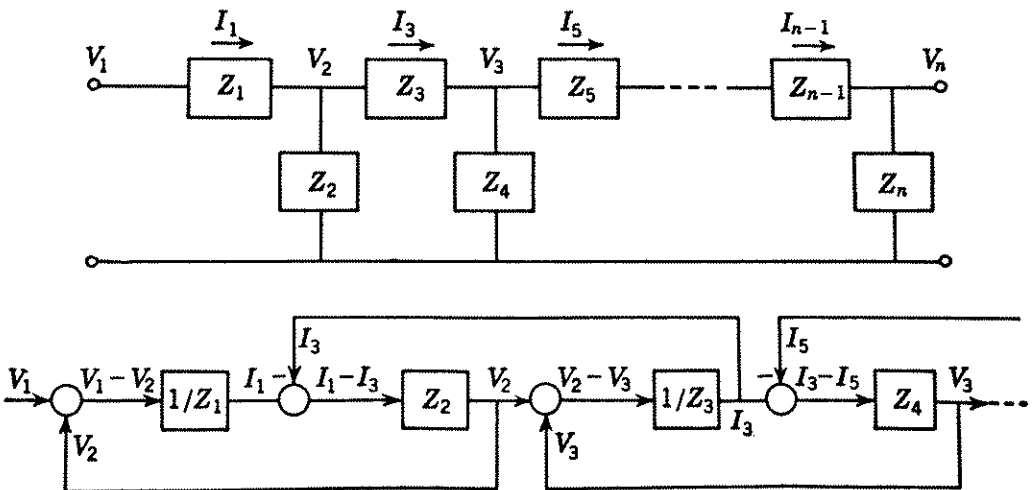 I₁ I₃ I₅ Iₙ₋₁
V₁ V₂ V₃ Vₙ
Z₁ Z₃ Z₅ Zₙ₋₁
Z₂ Z₄ Zₙ
I₃ I₅
V₁ V₁ − V₂ I₁ − I₁ − I₃ V₂ V₂ − V₃ − I₃ − I₅ V₃
1/Z₁ Z₂ 1/Z₃ Z₄
I₃
V₂ V₃